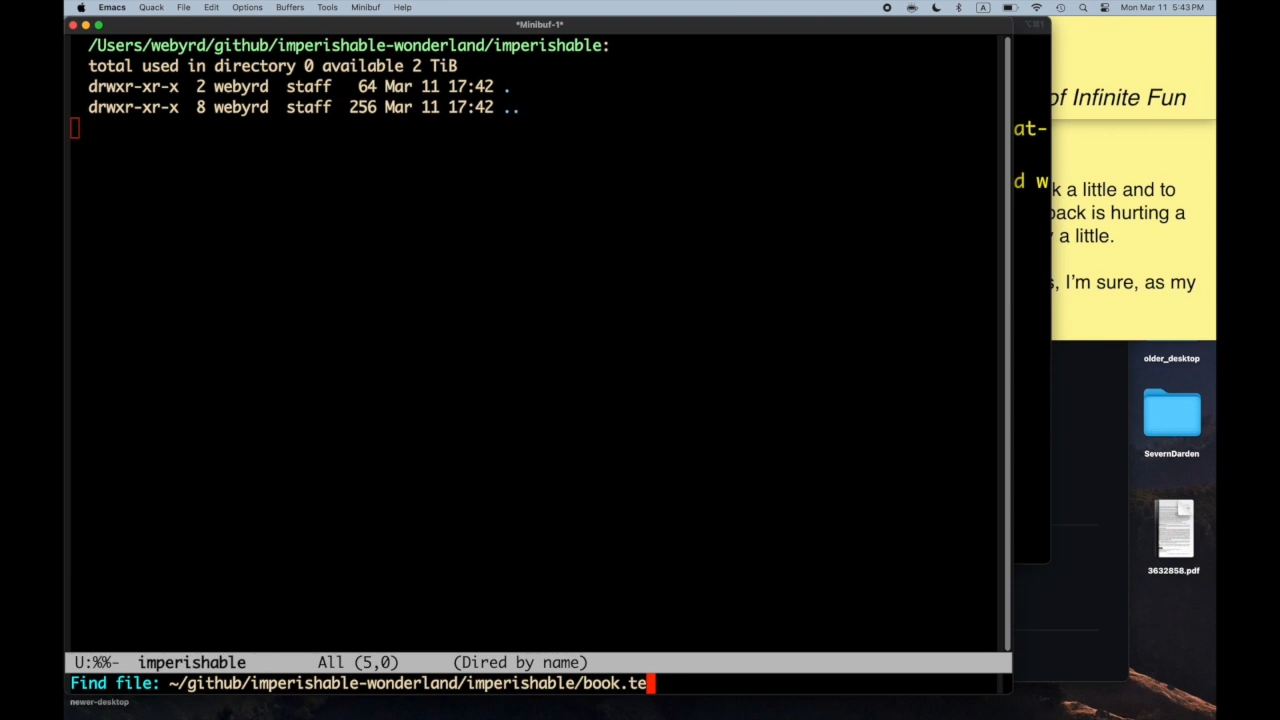 Emacs Quack File Edit Options Buffers Tools Minibuf Help Mon Mar 11 5:43 PM
*Minibuf-1*
/Users/webyrd/github/imperishable-wonderland/imperishable:
total used in directory 0 available 2 TiB
drwxr-xr-x 2 webyrd staff 64 Mar 11 17:42 .
drwxr-xr-x 8 webyrd staff 256 Mar 11 17:42 ..
U:%%- imperishable All (5,0) (Dired by name)
Find file: ~/github/imperishable-wonderland/imperishable/book.te
newer-desktop
⌥⌘1
at-
d w
of Infinite Fun
k a little and to
back is hurting a
a little.
s, I'm sure, as my
older_desktop
SevernDarden
3632858.pdf